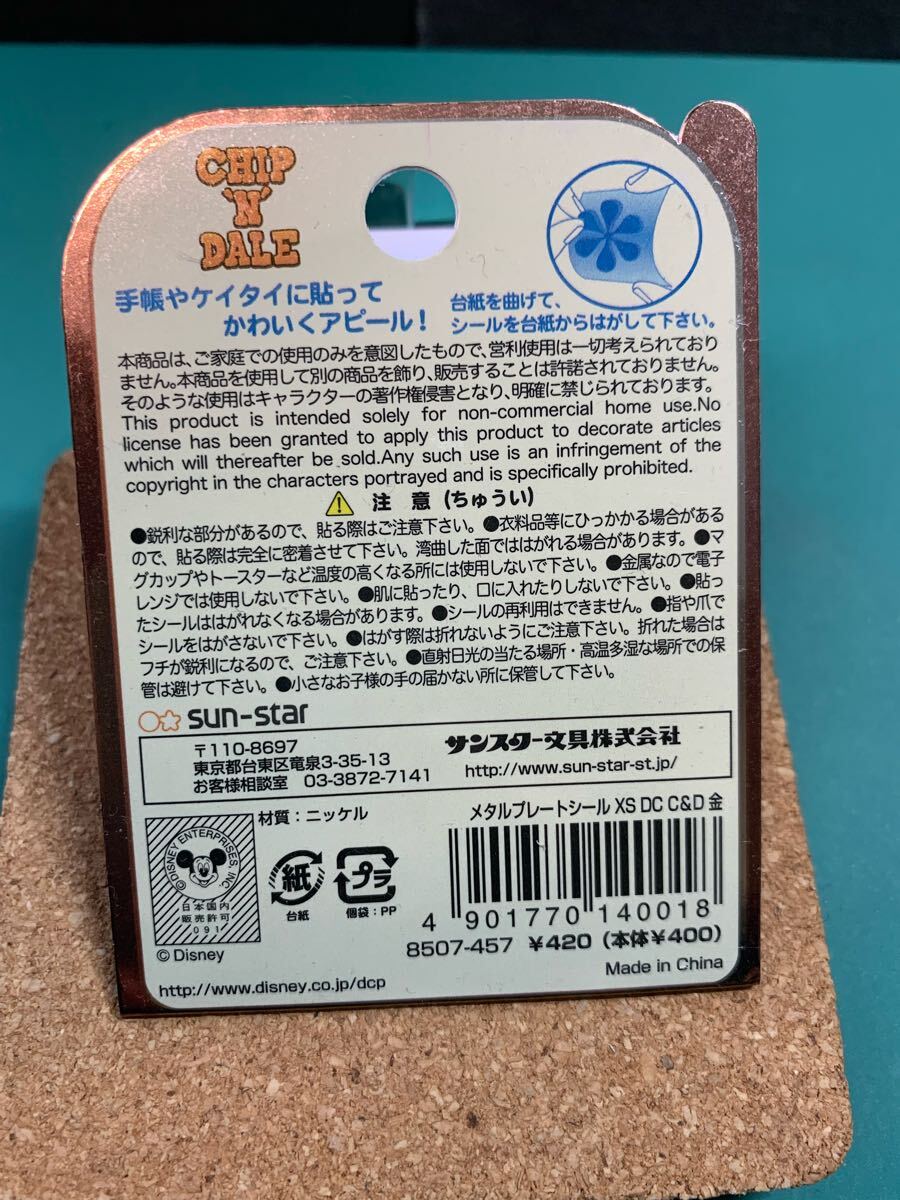 CHIP
'N'
DALE
手帳やケイタイに貼って
かわいくアピール！
台紙を曲げて、
シールを台紙からはがして下さい。
本商品は、ご家庭での使用のみを意図したもので、営利使用は一切考えられており
ません。本商品を使用して別の商品を飾り、販売することは許諾されておりません。
そのような使用はキャラクターの著作権侵害となり、明確に禁じられております。
This product is intended solely for non-commercial home use.No
license has been granted to apply this product to decorate articles
which will thereafter be sold.Any such use is an infringement of the
copyright in the characters portrayed and is specifically prohibited.
注 意 (ちゅうい)
●鋭利な部分があるので、貼る際はご注意下さい。●衣料品等にひっかかる場合がある
ので、貼る際は完全に密着させて下さい。湾曲した面でははがれる場合があります。●マ
グカップやトースターなど温度の高くなる所には使用しないで下さい。●金属なので電子
レンジでは使用しないで下さい。●肌に貼ったり、口に入れたりしないで下さい。●貼っ
たシールははがれなくなる場合があります。●シールの再利用はできません。●指や爪で
シールをはがさないで下さい。●はがす際は折れないようにご注意下さい。折れた場合は
フチが鋭利になるので、ご注意下さい。●直射日光の当たる場所・高温多湿な場所での保
管は避けて下さい。●小さなお子様の手の届かない所に保管して下さい。
sun-star
〒110-8697
東京都台東区竜泉3-35-13
お客様相談室 03-3872-7141
サンスター文具株式会社
http://www.sun-star-st.jp/
材質：ニッケル
メタルプレートシール XS DC C&D 金
©DISNEY ENTERPRISES, INC.
日本国内
販売許可
091
© Disney
紙
台紙
プラ
個袋：PP
4 901770 140018
8507-457 ¥420 (本体¥400)
Made in China
http://www.disney.co.jp/dcp